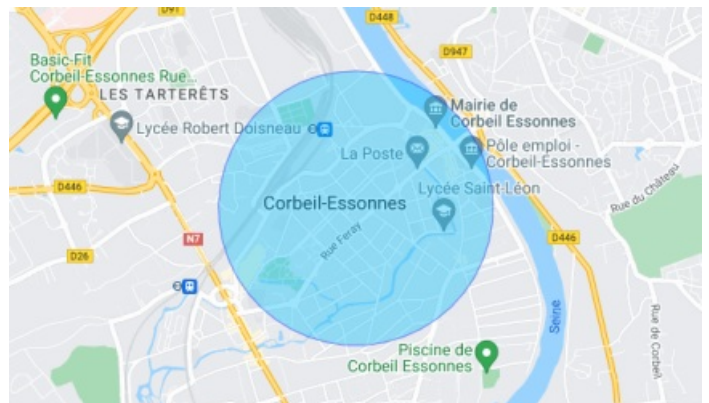 D91
D448
Basic-Fit
Corbeil-Essonnes Rue...
D947
LES TARTERÊTS
Mairie de
Corbeil Essonnes
Lycée Robert Doisneau
La Poste
Pôle emploi -
Corbeil-Essonnes
D446
Lycée Saint-Léon
Rue du Château
Corbeil-Essonnes
Rue Feray
N7
D446
D26
Seine
Rue de Corbeil
Piscine de
Corbeil Essonnes